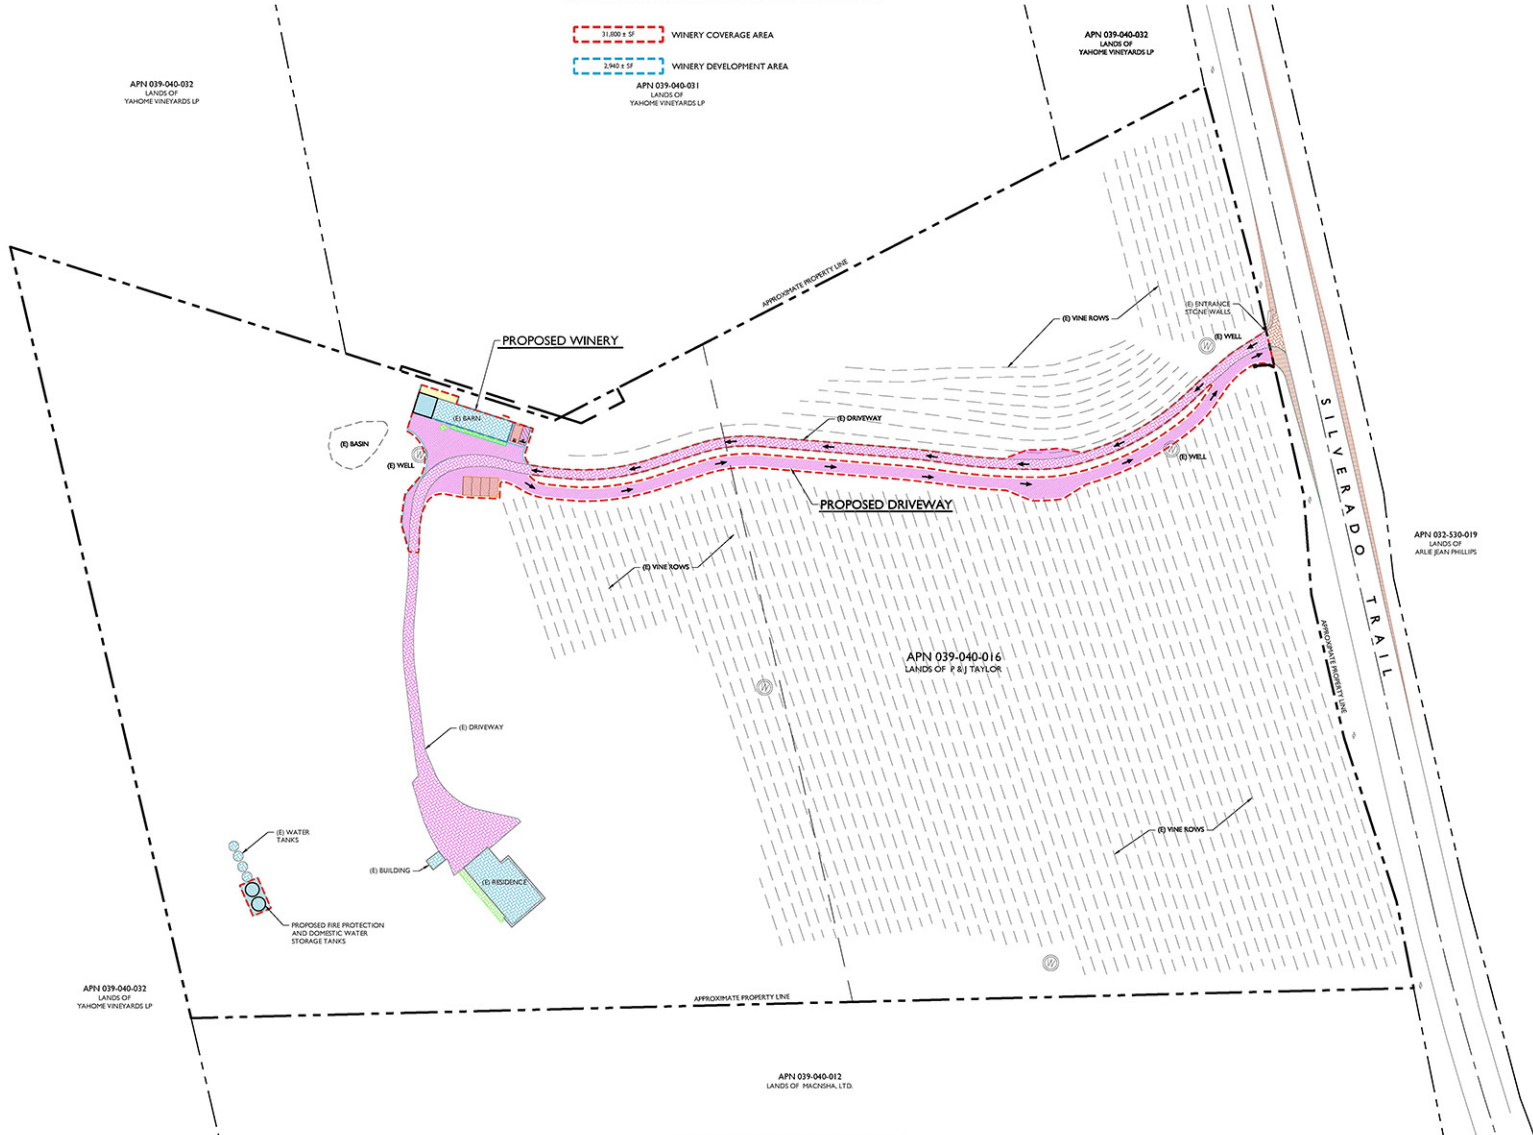 31,800 ± SF
WINERY COVERAGE AREA
2,940 ± SF
WINERY DEVELOPMENT AREA
APN 039-040-032
LANDS OF
YAHOME VINEYARDS LP
APN 039-040-031
LANDS OF
YAHOME VINEYARDS LP
APN 039-040-032
LANDS OF
YAHOME VINEYARDS LP
APPROXIMATE PROPERTY LINE
(E) ENTRANCE
STONE WALLS
(E) VINE ROWS
(E) WELL
W
PROPOSED WINERY
(E) BARN
(E) DRIVEWAY
(E) BASIN
(E) WELL
W
(E) WELL
W
PROPOSED DRIVEWAY
SILVERADO TRAIL
APN 032-530-019
LANDS OF
ARLIE JEAN PHILLIPS
(E) VINE ROWS
APN 039-040-016
LANDS OF P & J TAYLOR
APPROXIMATE PROPERTY LINE
W
(E) DRIVEWAY
(E) WATER
TANKS
(E) VINE ROWS
(E) BUILDING
(E) RESIDENCE
PROPOSED FIRE PROTECTION
AND DOMESTIC WATER
STORAGE TANKS
W
APN 039-040-032
LANDS OF
YAHOME VINEYARDS LP
APPROXIMATE PROPERTY LINE
APN 039-040-012
LANDS OF MACNSHA, LTD.